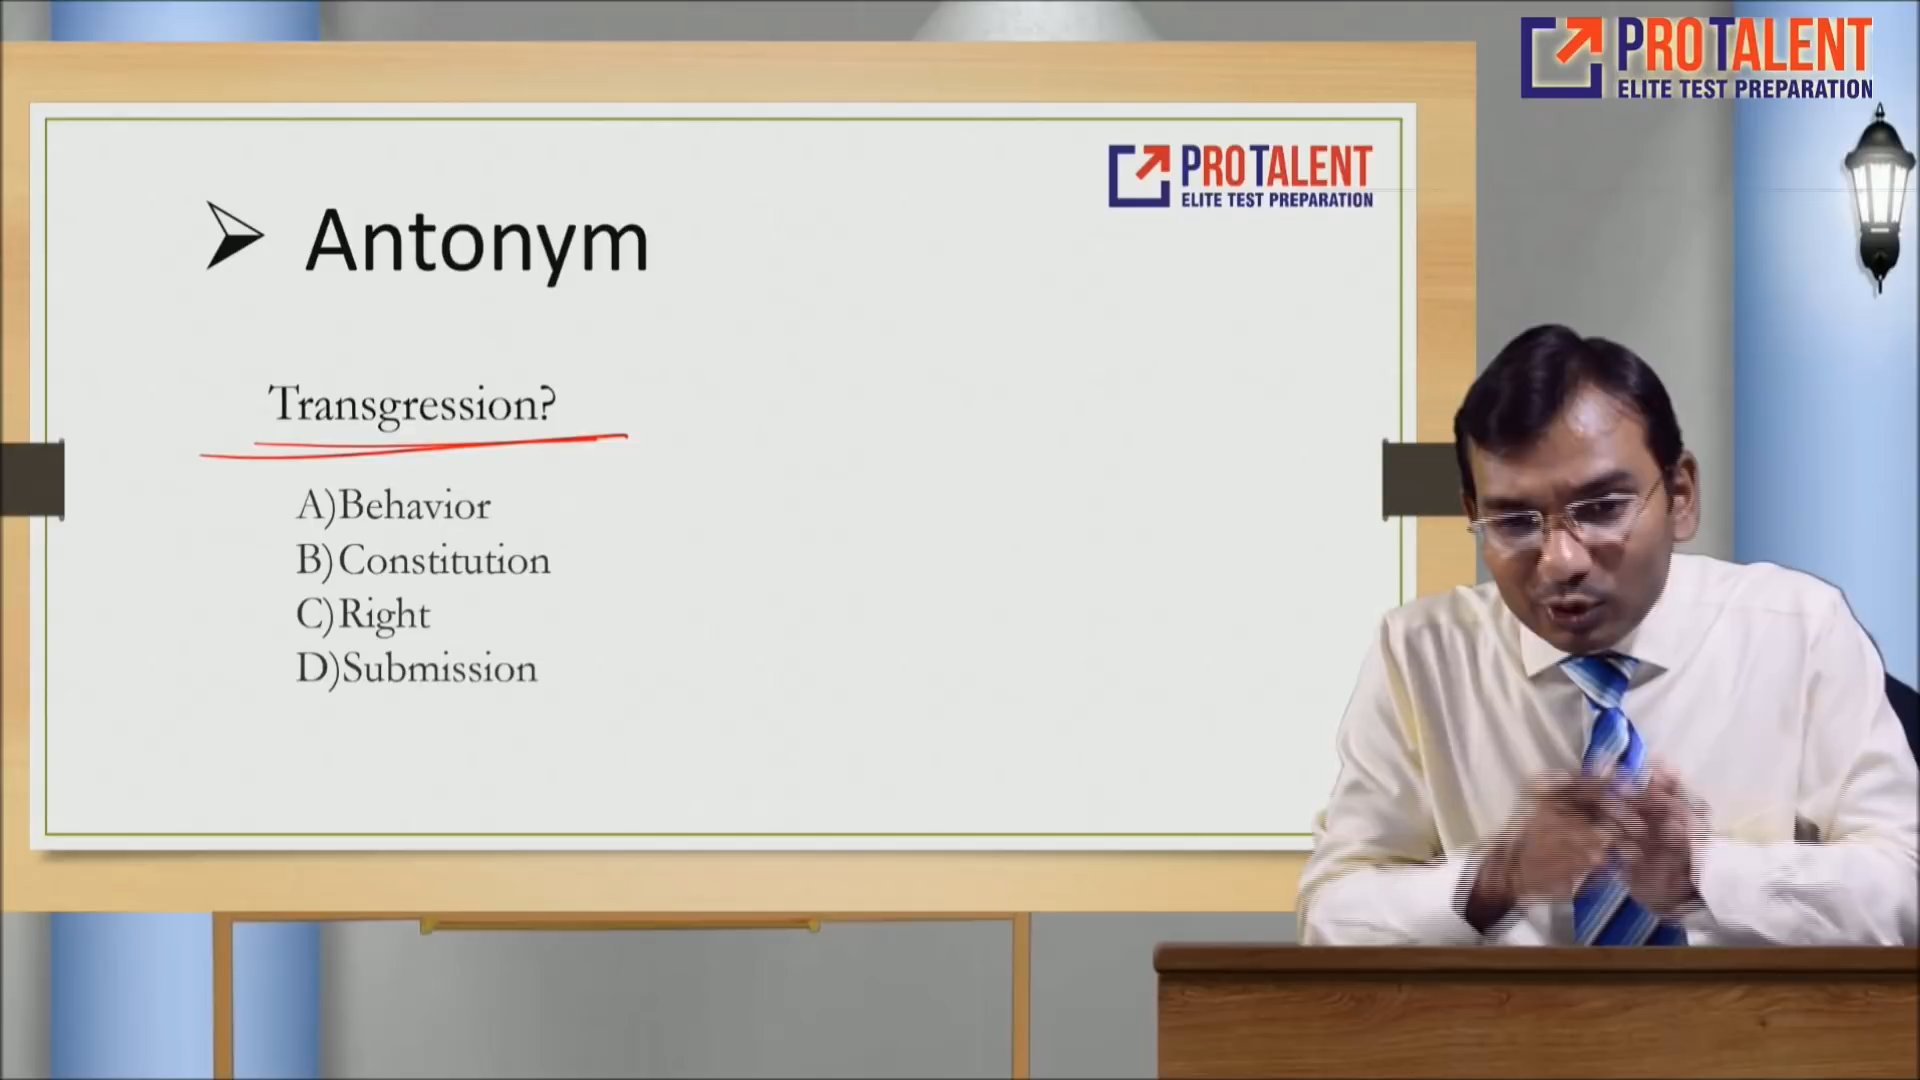 PROTALENT
ELITE TEST PREPARATION
PROTALENT
ELITE TEST PREPARATION
Antonym
Transgression?
A)Behavior
B)Constitution
C)Right
D)Submission